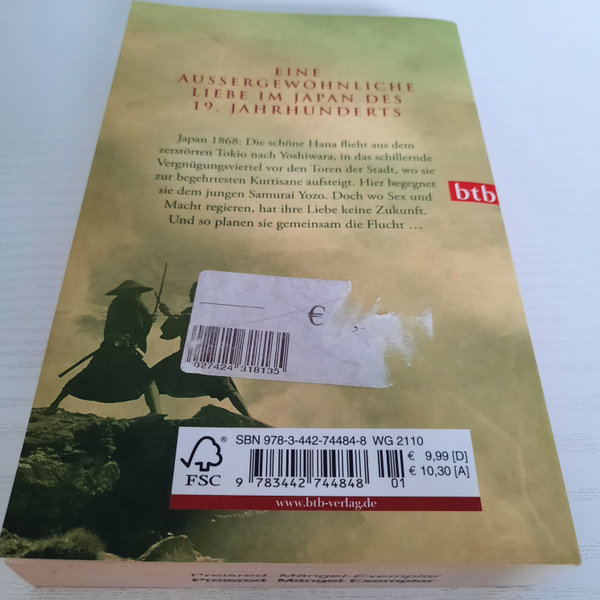 EINE
AUSSERGEWÖHNLICHE
LIEBE IM JAPAN DES
19. JAHRHUNDERTS
Japan 1868: Die schöne Hana flieht aus dem
zerstörten Tokio nach Yoshiwara, in das schillernde
Vergnügungsviertel vor den Toren der Stadt, wo sie
zur begehrtesten Kurtisane aufsteigt. Hier begegnet
sie dem jungen Samurai Yozo. Doch wo Sex und
Macht regieren, hat ihre Liebe keine Zukunft.
Und so planen sie gemeinsam die Flucht …
btb
€ ,-
027424 318135
FSC
®
SBN 978-3-442-74484-8 WG 2110
€ 9,99 [D]
€ 10,30 [A]
9 783442 744848 01
www.btb-verlag.de
Preisred. Mängel-Exemplar
Preisred. Mängel-Exemplar